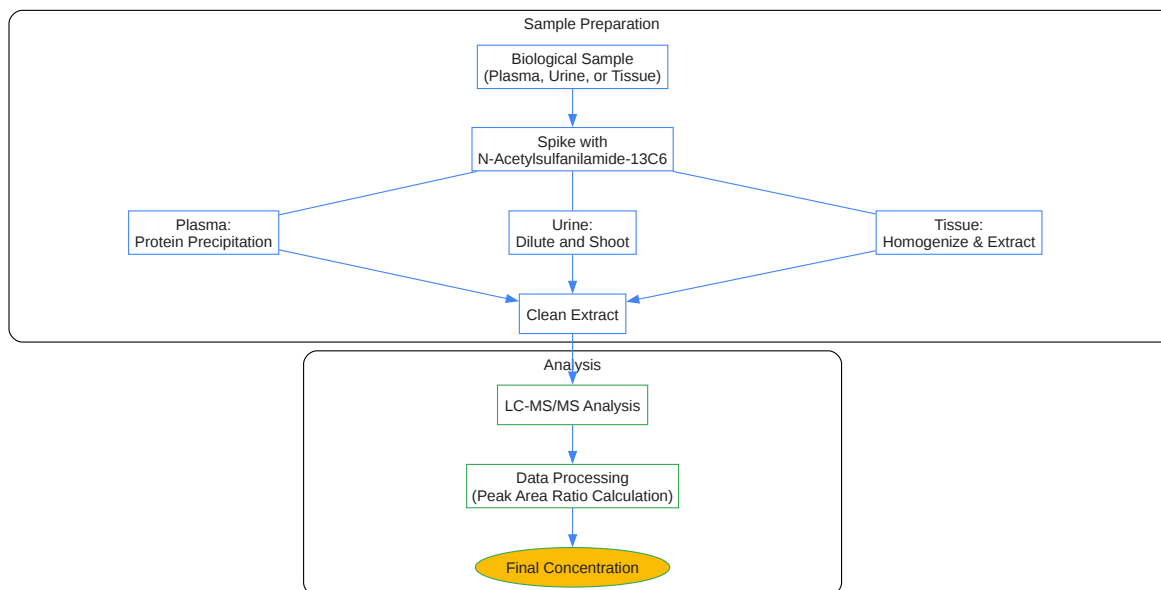 Sample Preparation
Biological Sample
(Plasma, Urine, or Tissue)
Spike with
N-Acetylsulfanilamide-13C6
Plasma:
Protein Precipitation
Urine:
Dilute and Shoot
Tissue:
Homogenize & Extract
Clean Extract
Analysis
LC-MS/MS Analysis
Data Processing
(Peak Area Ratio Calculation)
Final Concentration